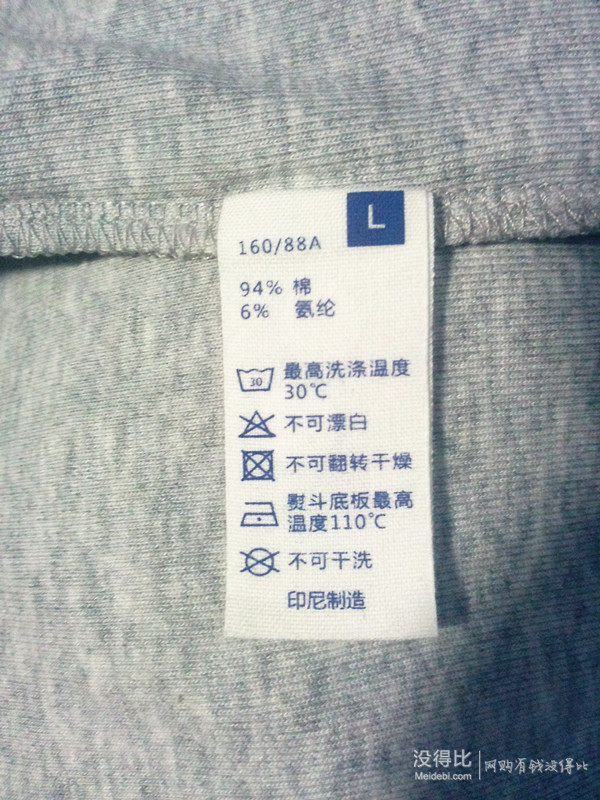 L
160/88A
94% 棉
6% 氨纶
30
最高洗涤温度
30℃
不可漂白
不可翻转干燥
熨斗底板最高
温度110℃
不可干洗
印尼制造
没得比
Meidebi.com
网购有钱没得比